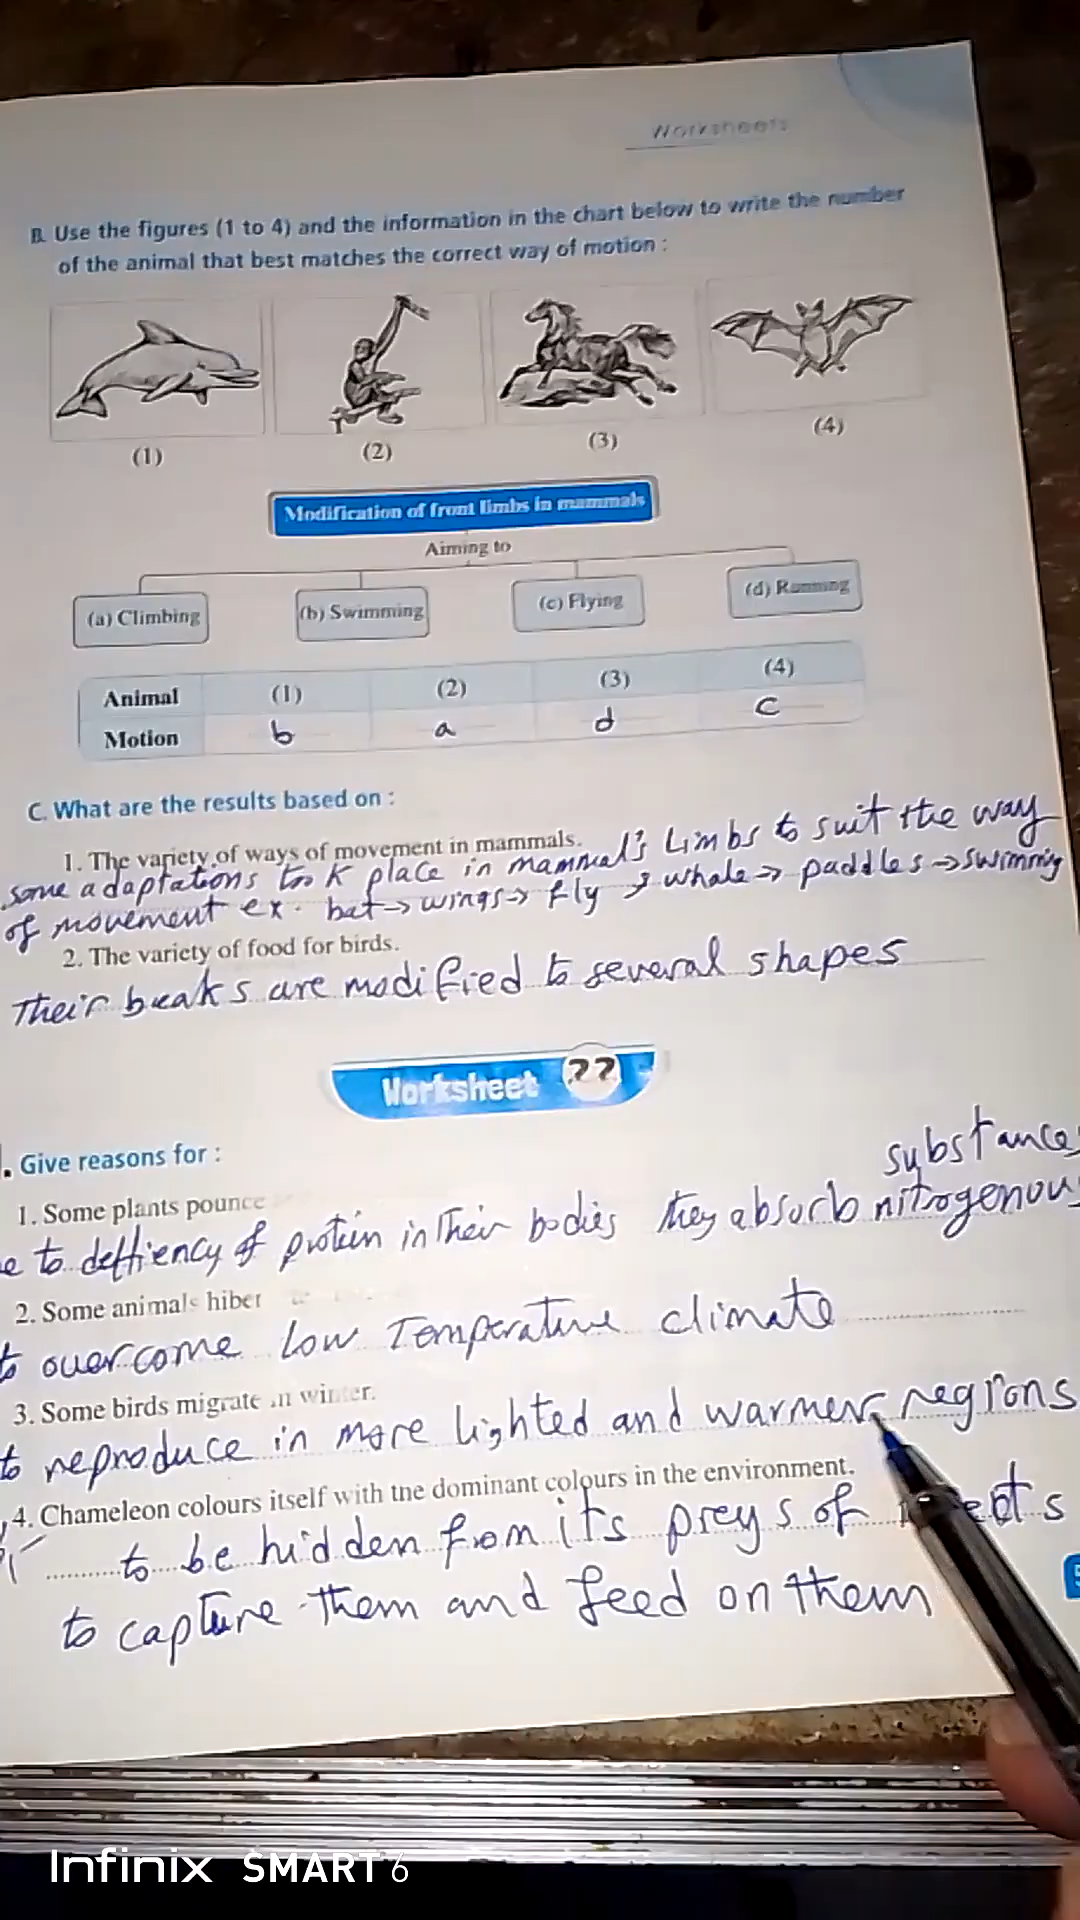 Worksheets
B. Use the figures (1 to 4) and the information in the chart below to write the number
of the animal that best matches the correct way of motion :
(1)
(2)
(3)
(4)
Modification of front limbs in mammals
Aiming to
(a) Climbing
(b) Swimming
(c) Flying
(d) Running
Animal (1) (2) (3) (4)
Motion b a d c
C. What are the results based on :
1. The variety of ways of movement in mammals.
some adaptations took place in mammal's Limbs to suit the way
of movement ex. bat → wings → fly , whale → paddles → swimming
2. The variety of food for birds.
Their beaks are modified to several shapes
Worksheet 22
Give reasons for :
1. Some plants pounce
substances
e to deffiency of protein in Their bodies they absorb nitrogenous
2. Some animals hiber
to overcome Low Temperature climate
3. Some birds migrate in winter.
to reproduce in more lighted and warmer regions
4. Chameleon colours itself with the dominant colours in the environment.
to be hidden from its preys of
to capture them and feed on them
Infinix SMART 6